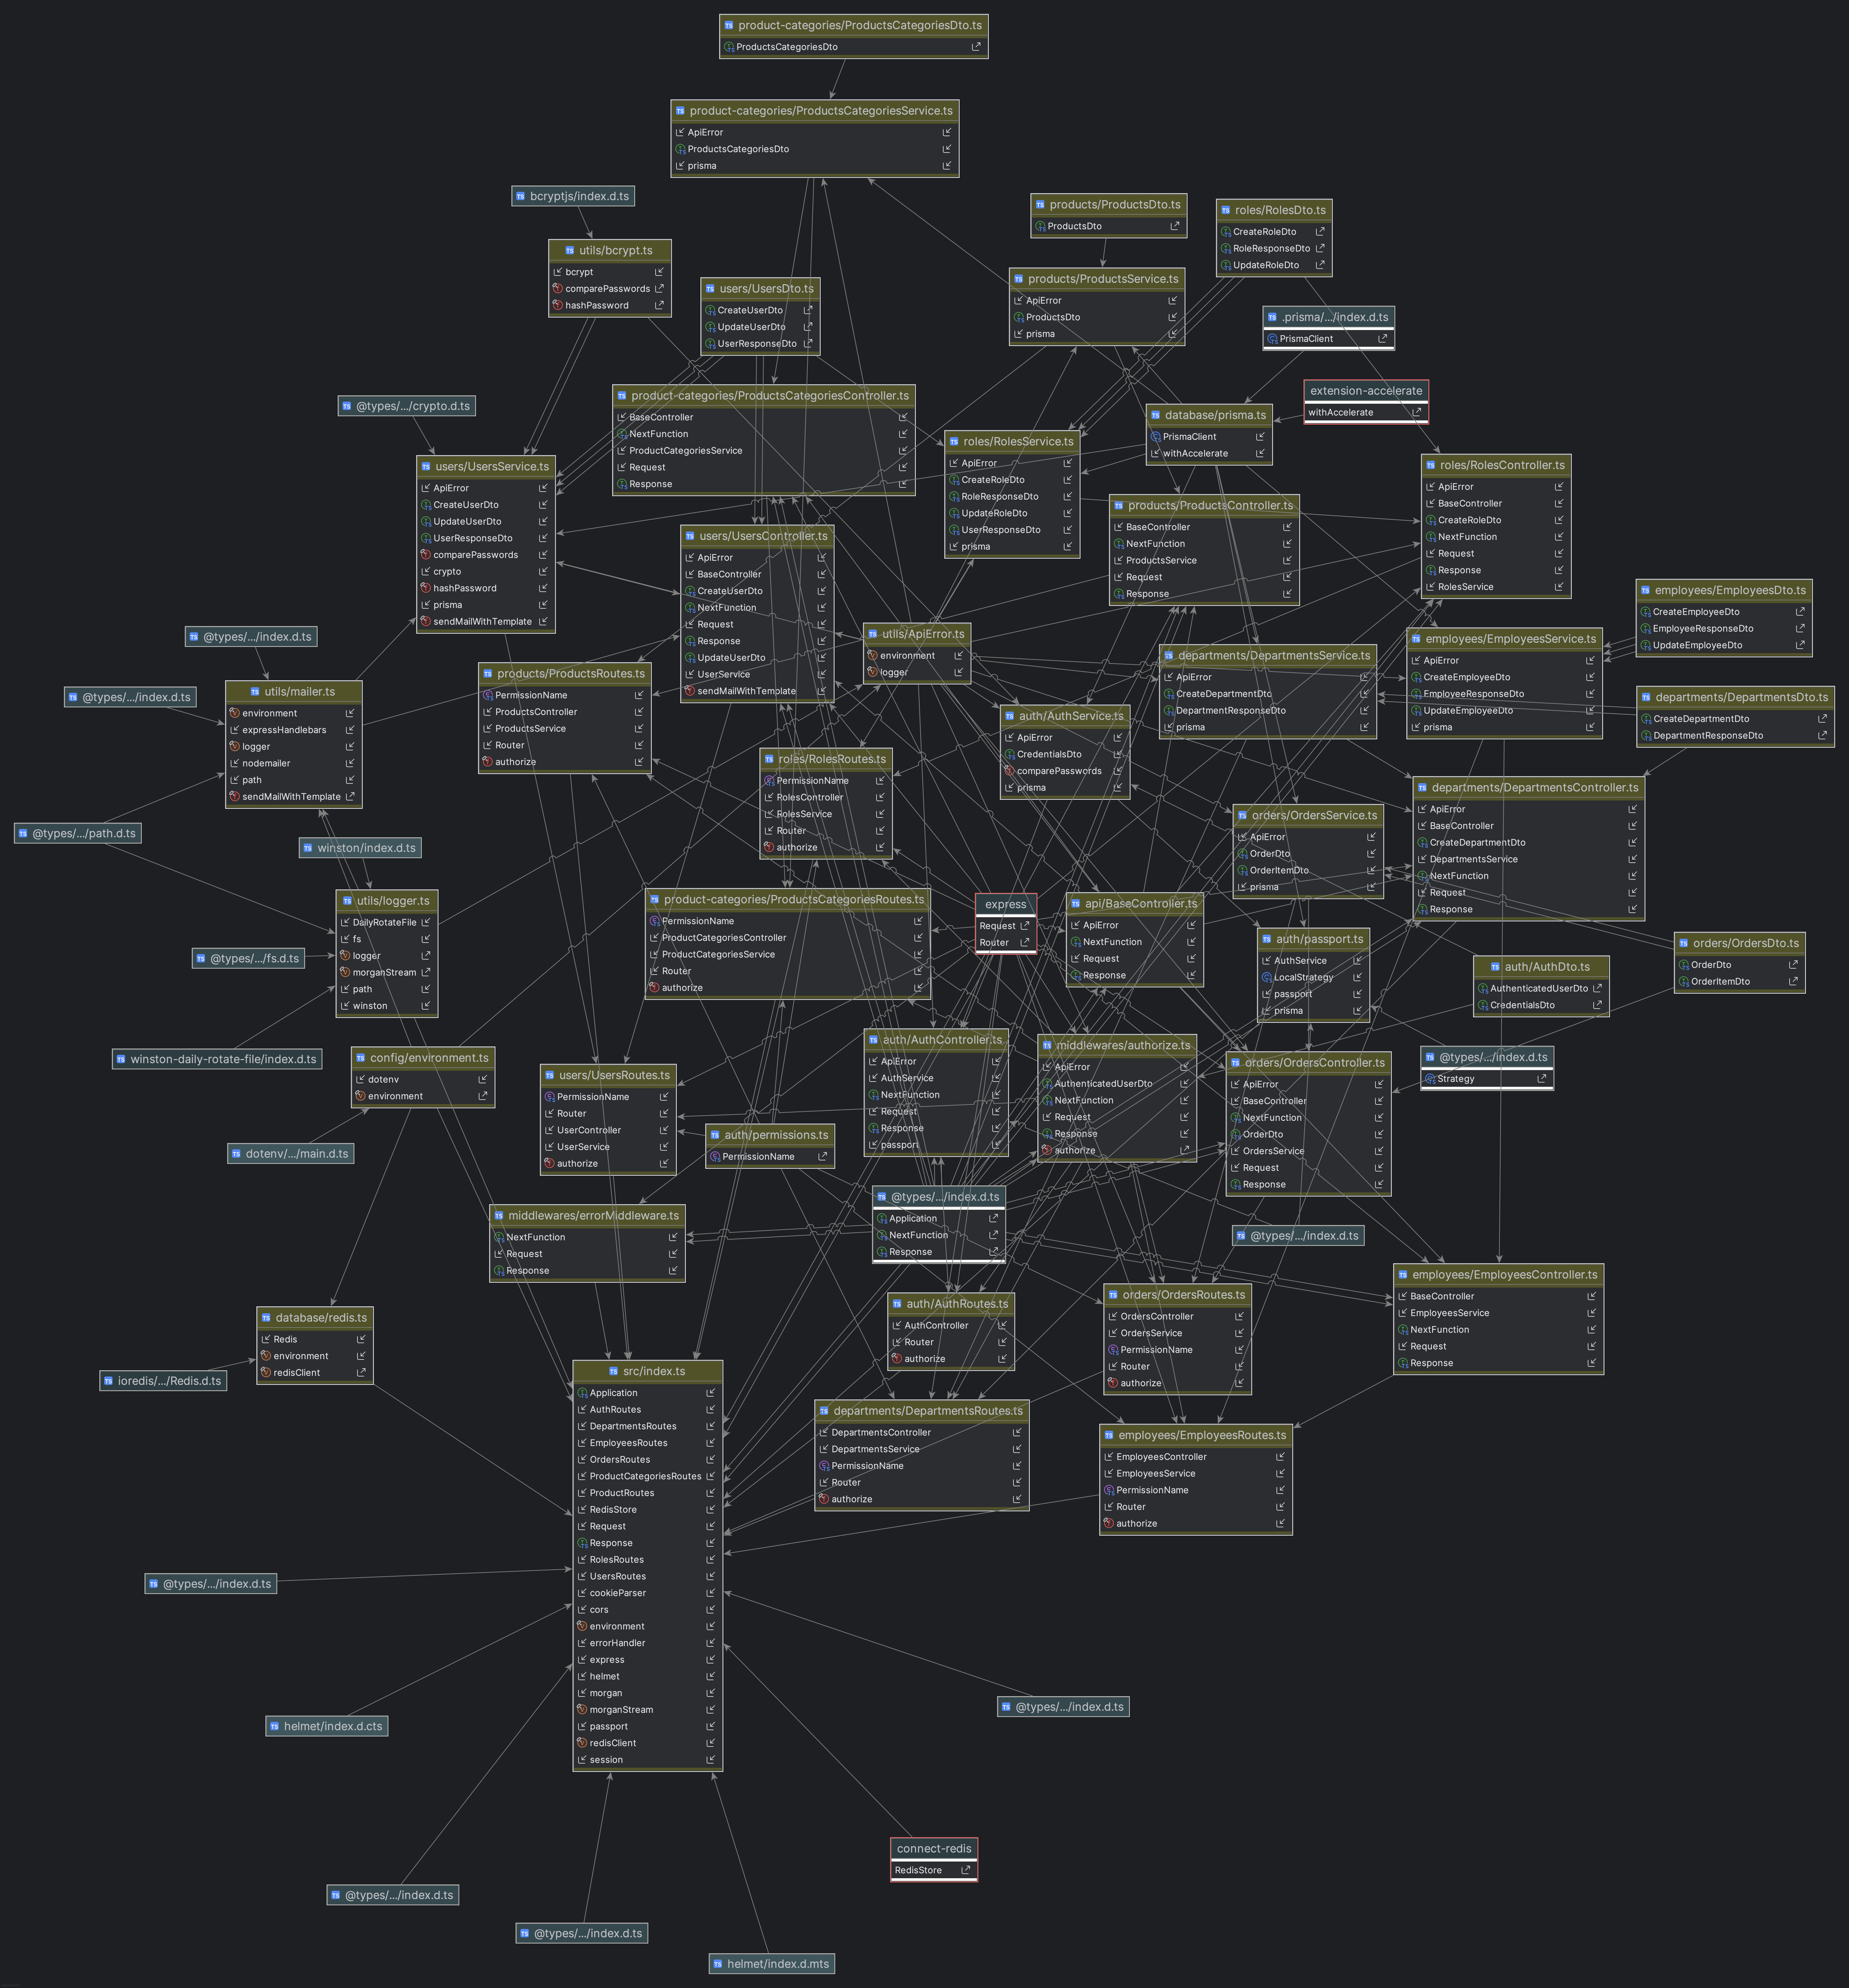 product-categories/ProductsCategoriesDto.ts
ProductsCategoriesDto
product-categories/ProductsCategoriesService.ts
ApiError
ProductsCategoriesDto
prisma
bcryptjs/index.d.ts
products/ProductsDto.ts
ProductsDto
roles/RolesDto.ts
CreateRoleDto
RoleResponseDto
UpdateRoleDto
utils/bcrypt.ts
bcrypt
comparePasswords
hashPassword
products/ProductsService.ts
ApiError
ProductsDto
prisma
users/UsersDto.ts
CreateUserDto
UpdateUserDto
UserResponseDto
.prisma/.../index.d.ts
PrismaClient
product-categories/ProductsCategoriesController.ts
BaseController
NextFunction
ProductCategoriesService
Request
Response
extension-accelerate
withAccelerate
@types/.../crypto.d.ts
database/prisma.ts
PrismaClient
withAccelerate
roles/RolesService.ts
ApiError
CreateRoleDto
RoleResponseDto
UpdateRoleDto
UserResponseDto
prisma
users/UsersService.ts
ApiError
CreateUserDto
UpdateUserDto
UserResponseDto
comparePasswords
crypto
hashPassword
prisma
sendMailWithTemplate
roles/RolesController.ts
ApiError
BaseController
CreateRoleDto
NextFunction
Request
Response
RolesService
products/ProductsController.ts
BaseController
NextFunction
ProductsService
Request
Response
users/UsersController.ts
ApiError
BaseController
CreateUserDto
NextFunction
Request
Response
UpdateUserDto
UserService
sendMailWithTemplate
employees/EmployeesDto.ts
CreateEmployeeDto
EmployeeResponseDto
UpdateEmployeeDto
utils/ApiError.ts
environment
logger
@types/.../index.d.ts
employees/EmployeesService.ts
ApiError
CreateEmployeeDto
EmployeeResponseDto
UpdateEmployeeDto
prisma
departments/DepartmentsService.ts
ApiError
CreateDepartmentDto
DepartmentResponseDto
prisma
products/ProductsRoutes.ts
PermissionName
ProductsController
ProductsService
Router
authorize
@types/.../index.d.ts
utils/mailer.ts
environment
expressHandlebars
logger
nodemailer
path
sendMailWithTemplate
departments/DepartmentsDto.ts
CreateDepartmentDto
DepartmentResponseDto
auth/AuthService.ts
ApiError
CredentialsDto
comparePasswords
prisma
roles/RolesRoutes.ts
PermissionName
RolesController
RolesService
Router
authorize
departments/DepartmentsController.ts
ApiError
BaseController
CreateDepartmentDto
DepartmentsService
NextFunction
Request
Response
orders/OrdersService.ts
ApiError
OrderDto
OrderItemDto
prisma
@types/.../path.d.ts
winston/index.d.ts
utils/logger.ts
DailyRotateFile
fs
logger
morganStream
path
winston
product-categories/ProductsCategoriesRoutes.ts
PermissionName
ProductCategoriesController
ProductCategoriesService
Router
authorize
express
Request
Router
api/BaseController.ts
ApiError
NextFunction
Request
Response
auth/passport.ts
AuthService
LocalStrategy
passport
prisma
orders/OrdersDto.ts
OrderDto
OrderItemDto
@types/.../fs.d.ts
auth/AuthDto.ts
AuthenticatedUserDto
CredentialsDto
auth/AuthController.ts
ApiError
AuthService
NextFunction
Request
Response
passport
middlewares/authorize.ts
ApiError
AuthenticatedUserDto
NextFunction
Request
Response
authorize
winston-daily-rotate-file/index.d.ts
config/environment.ts
dotenv
environment
@types/.../index.d.ts
Strategy
orders/OrdersController.ts
ApiError
BaseController
NextFunction
OrderDto
OrdersService
Request
Response
users/UsersRoutes.ts
PermissionName
Router
UserController
UserService
authorize
auth/permissions.ts
PermissionName
dotenv/.../main.d.ts
@types/.../index.d.ts
Application
NextFunction
Response
middlewares/errorMiddleware.ts
NextFunction
Request
Response
@types/.../index.d.ts
employees/EmployeesController.ts
BaseController
EmployeesService
NextFunction
Request
Response
auth/AuthRoutes.ts
AuthController
Router
authorize
orders/OrdersRoutes.ts
OrdersController
OrdersService
PermissionName
Router
authorize
database/redis.ts
Redis
environment
redisClient
ioredis/.../Redis.d.ts
src/index.ts
Application
AuthRoutes
DepartmentsRoutes
EmployeesRoutes
OrdersRoutes
ProductCategoriesRoutes
ProductRoutes
RedisStore
Request
Response
RolesRoutes
UsersRoutes
cookieParser
cors
environment
errorHandler
express
helmet
morgan
morganStream
passport
redisClient
session
departments/DepartmentsRoutes.ts
DepartmentsController
DepartmentsService
PermissionName
Router
authorize
employees/EmployeesRoutes.ts
EmployeesController
EmployeesService
PermissionName
Router
authorize
@types/.../index.d.ts
@types/.../index.d.ts
helmet/index.d.cts
connect-redis
RedisStore
@types/.../index.d.ts
@types/.../index.d.ts
helmet/index.d.mts